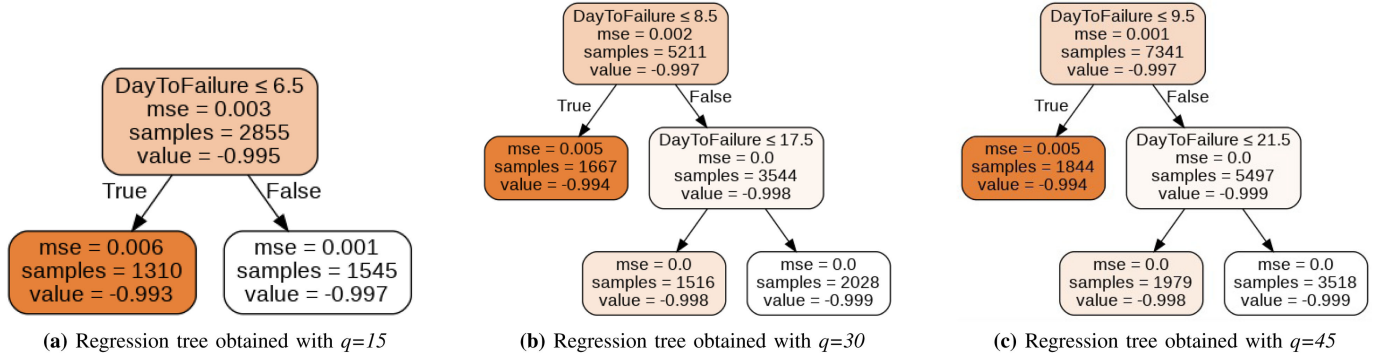 DayToFailure ≤ 6.5
mse = 0.003
samples = 2855
value = -0.995
True
False
mse = 0.006
samples = 1310
value = -0.993
mse = 0.001
samples = 1545
value = -0.997
(a) Regression tree obtained with q=15
DayToFailure ≤ 8.5
mse = 0.002
samples = 5211
value = -0.997
True
False
mse = 0.005
samples = 1667
value = -0.994
DayToFailure ≤ 17.5
mse = 0.0
samples = 3544
value = -0.998
mse = 0.0
samples = 1516
value = -0.998
mse = 0.0
samples = 2028
value = -0.999
(b) Regression tree obtained with q=30
DayToFailure ≤ 9.5
mse = 0.001
samples = 7341
value = -0.997
True
False
mse = 0.005
samples = 1844
value = -0.994
DayToFailure ≤ 21.5
mse = 0.0
samples = 5497
value = -0.999
mse = 0.0
samples = 1979
value = -0.998
mse = 0.0
samples = 3518
value = -0.999
(c) Regression tree obtained with q=45